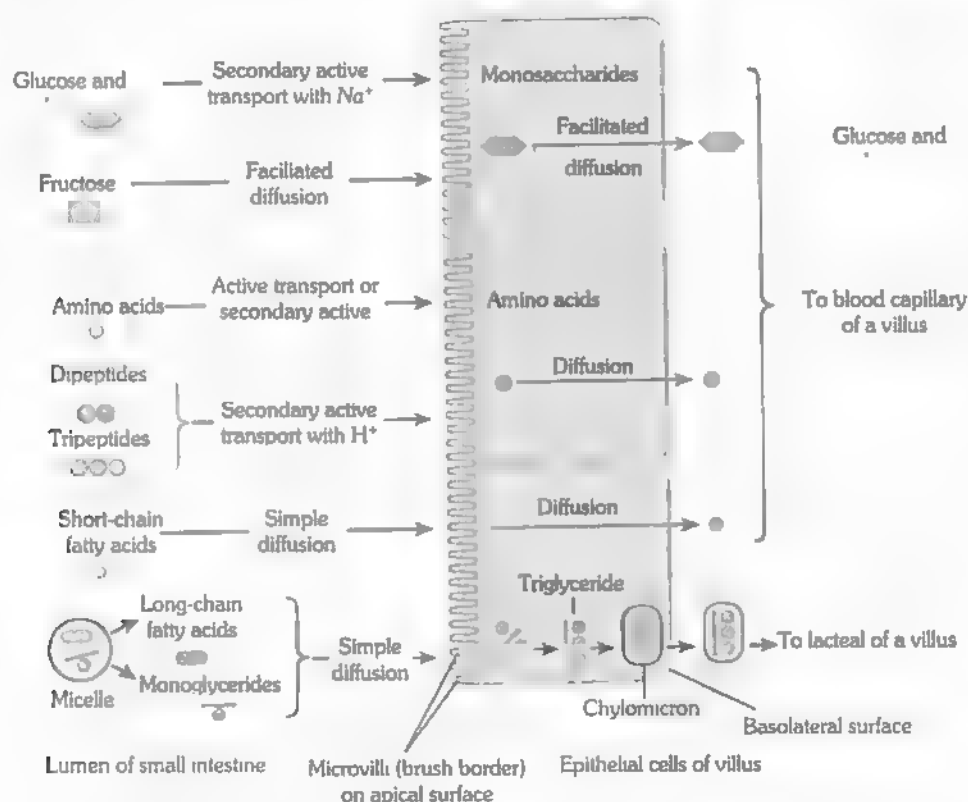 Glucose and
Secondary active
transport with Na⁺
Monosaccharides
Facilitated
diffusion
Glucose and
Fructose
Faciliated
diffusion
Amino acids
Active transport or
secondary active
Amino acids
To blood capillary
of a villus
Dipeptides
Diffusion
Tripeptides
Secondary active
transport with H⁺
Short-chain
fatty acids
Simple
diffusion
Diffusion
Triglyceride
Long-chain
fatty acids
Simple
diffusion
To lacteal of a villus
Micelle
Monoglycerides
Chylomicron
Basolateral surface
Lumen of small intestine
Microvilli (brush border)
on apical surface
Epithelial cells of villus